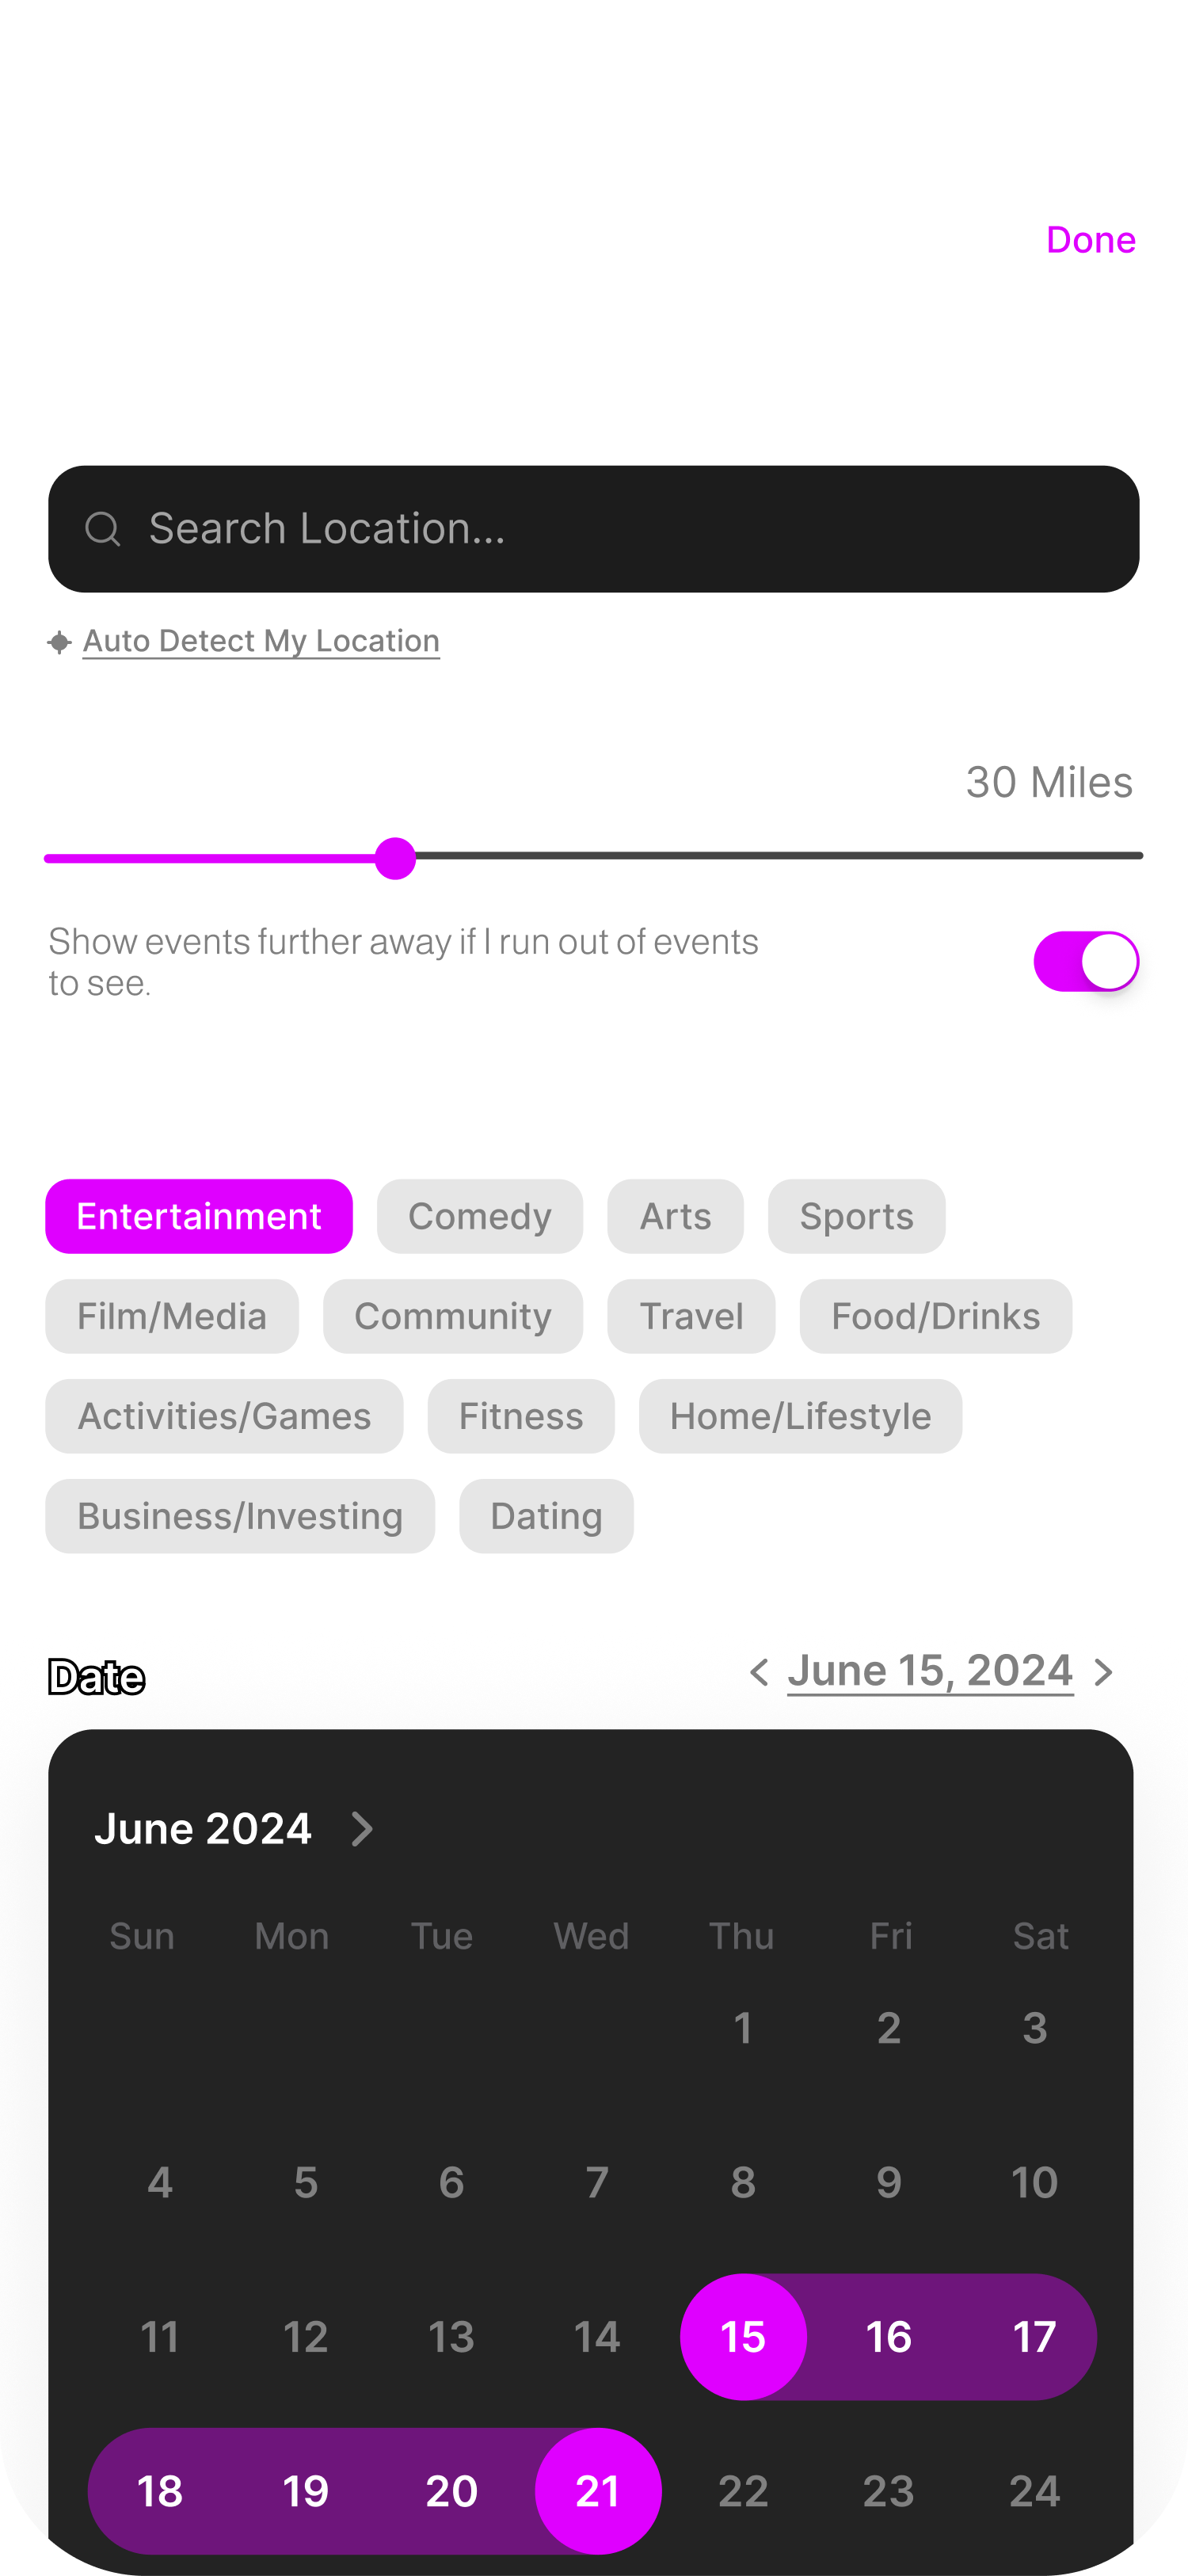 Done
Search Location...
Auto Detect My Location
30 Miles
Show events further away if I run out of events
to see.
Entertainment Comedy Arts Sports
Film/Media Community Travel Food/Drinks
Activities/Games Fitness Home/Lifestyle
Business/Investing Dating
Date June 15, 2024
June 2024
Sun Mon Tue Wed Thu Fri Sat
1 2 3
4 5 6 7 8 9 10
11 12 13 14 15 16 17
18 19 20 21 22 23 24